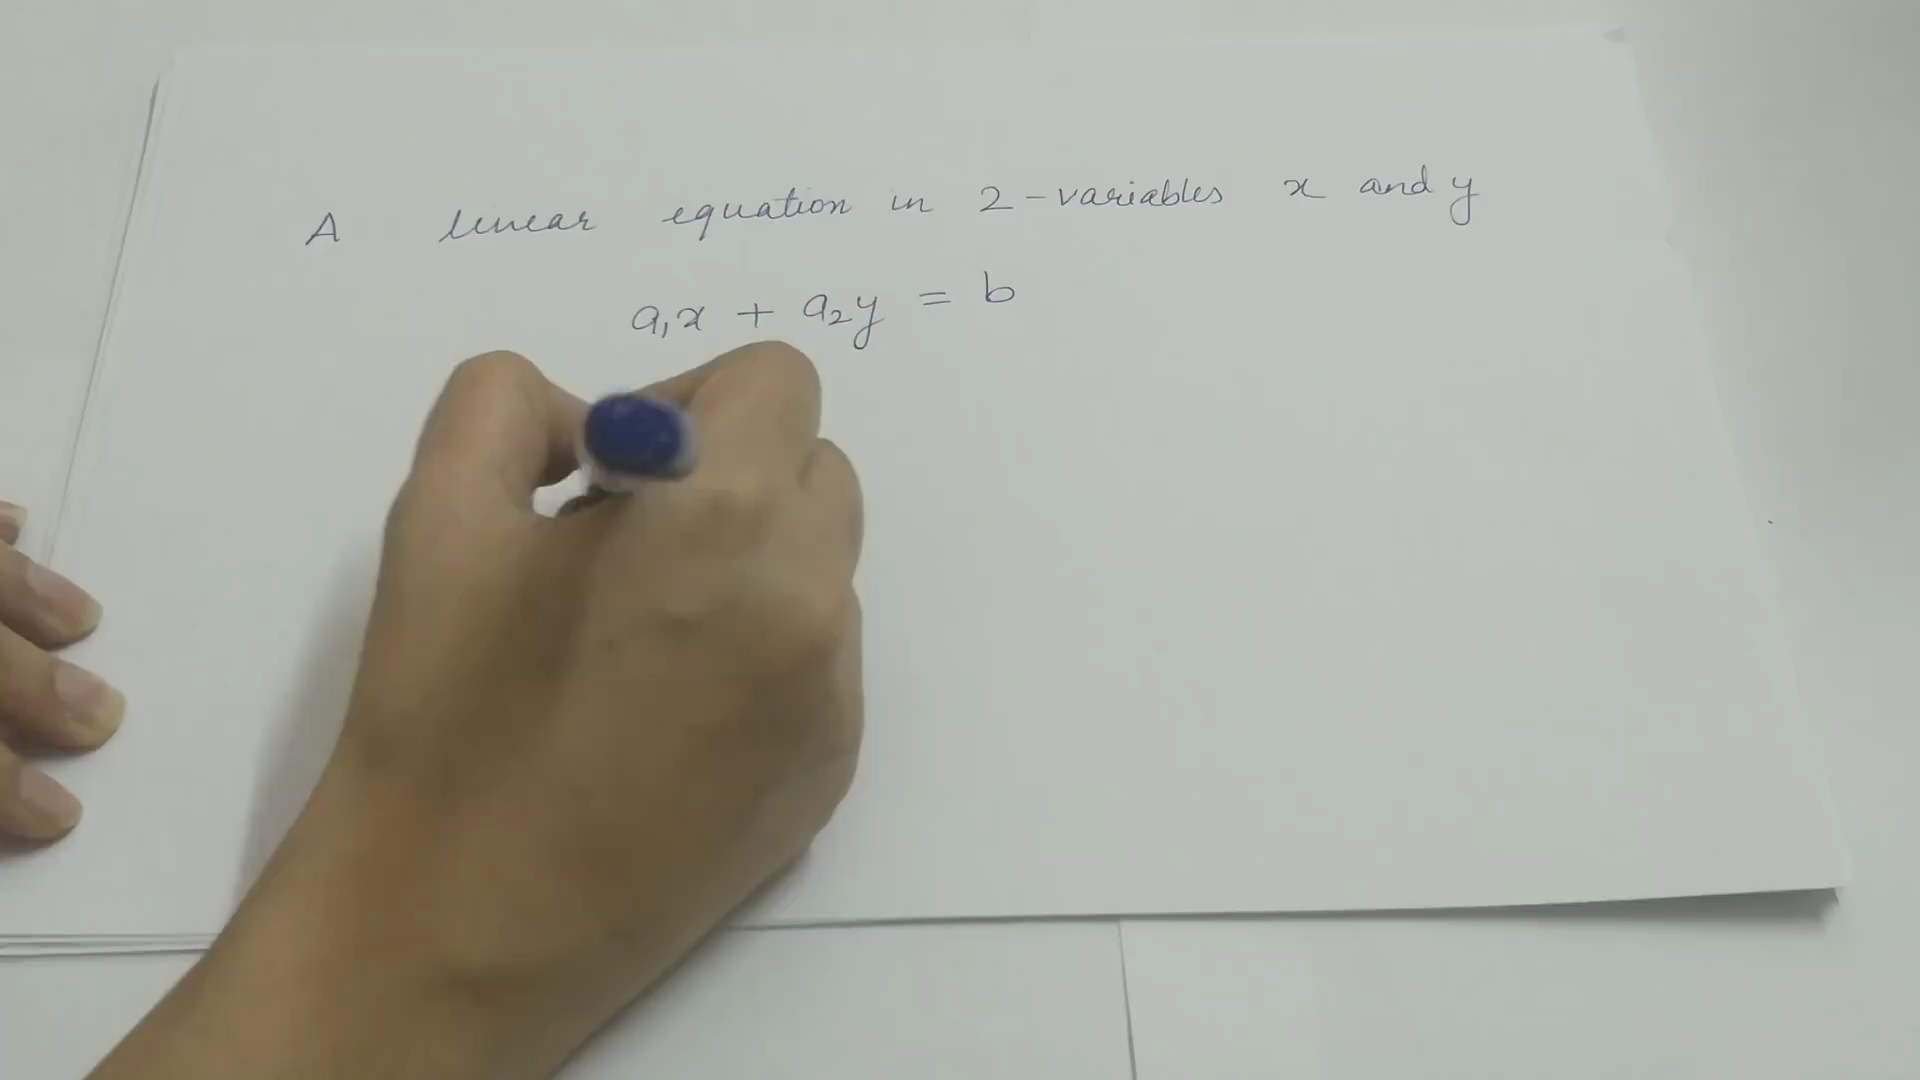 A linear equation in 2-variables x and y
a₁x + a₂y = b